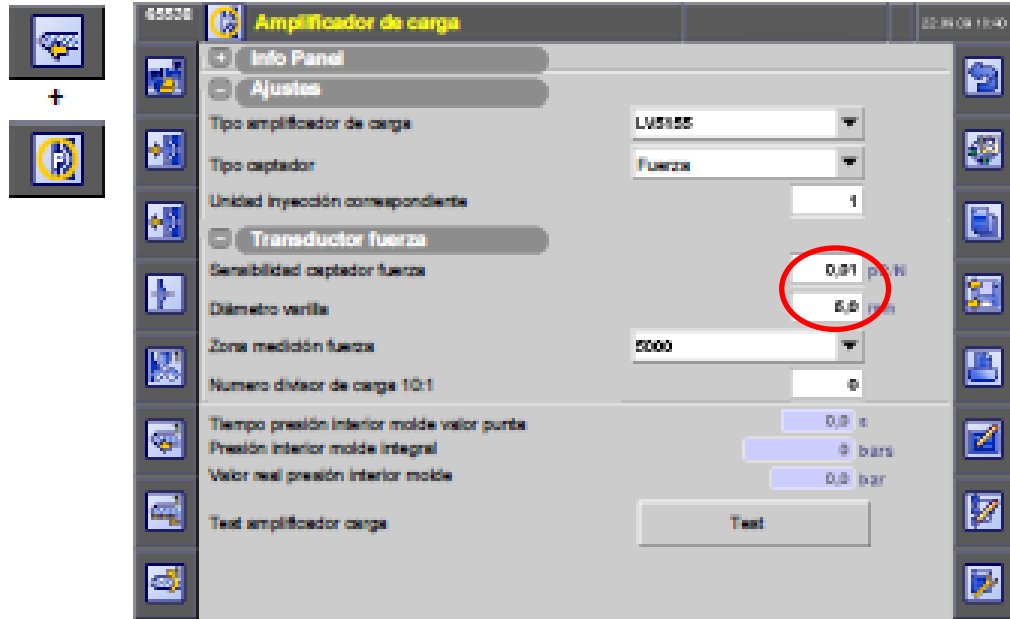 65538 Amplificador de carga
+ Info Panel
- Ajustes
+
Tipo amplificador de carga LV5155
Tipo captador Fuerza
Unidad inyección correspondiente 1
- Transductor fuerza
Sensibilidad captador fuerza 0,01
Diámetro varilla 5,0 mm
Zona medición fuerza 5000
Numero divisor de carga 10:1 0
Tiempo presión interior molde valor punta 0,0 s
Presión interior molde integral 0 bars
Valor real presión interior molde 0,0 bar
Test amplificador carga Test